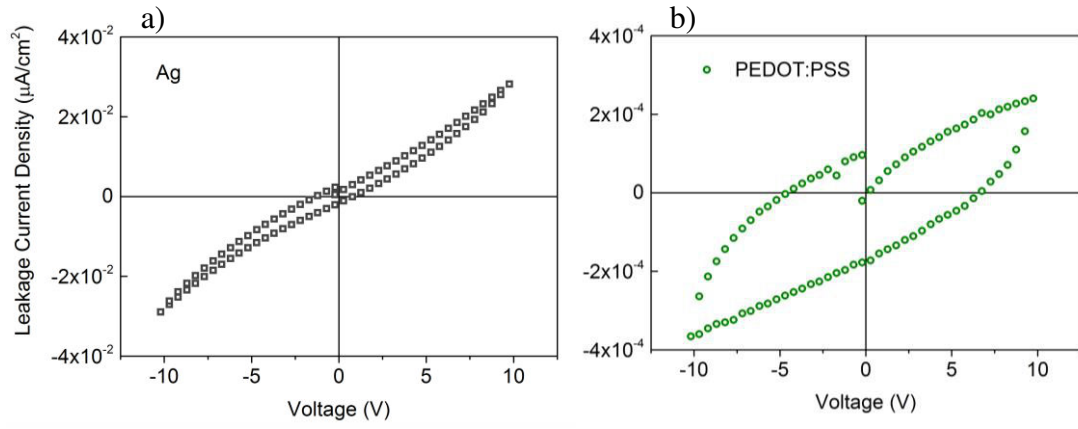 a)
4x10⁻²
2x10⁻²
0
-2x10⁻²
-4x10⁻²
Leakage Current Density (μA/cm²)
Ag
-10 -5 0 5 10
Voltage (V)
b)
4x10⁻⁴
2x10⁻⁴
0
-2x10⁻⁴
-4x10⁻⁴
PEDOT:PSS
-10 -5 0 5 10
Voltage (V)